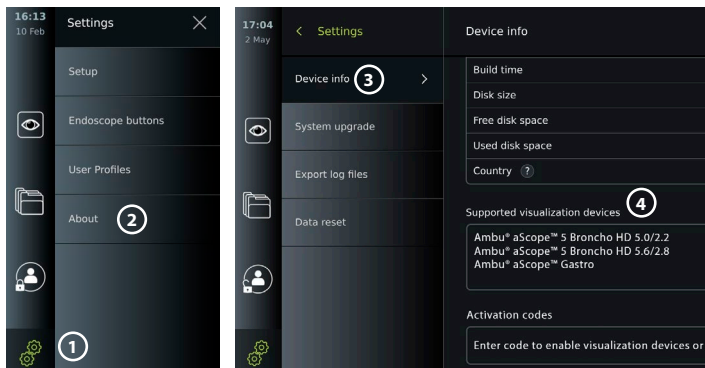 16:13
10 Feb
Settings
Setup
Endoscope buttons
User Profiles
About
2
1
17:04
2 May
Settings
Device info
3
System upgrade
Export log files
Data reset
Device info
Build time
Disk size
Free disk space
Used disk space
Country ?
Supported visualization devices
4
Ambu® aScope™ 5 Broncho HD 5.0/2.2
Ambu® aScope™ 5 Broncho HD 5.6/2.8
Ambu® aScope™ Gastro
Activation codes
Enter code to enable visualization devices or